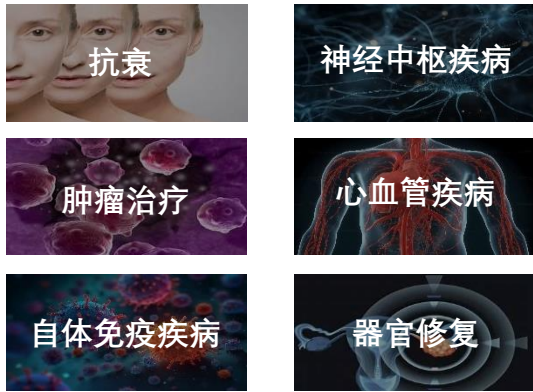 抗衰
神经中枢疾病
肿瘤治疗
心血管疾病
自体免疫疾病
器官修复